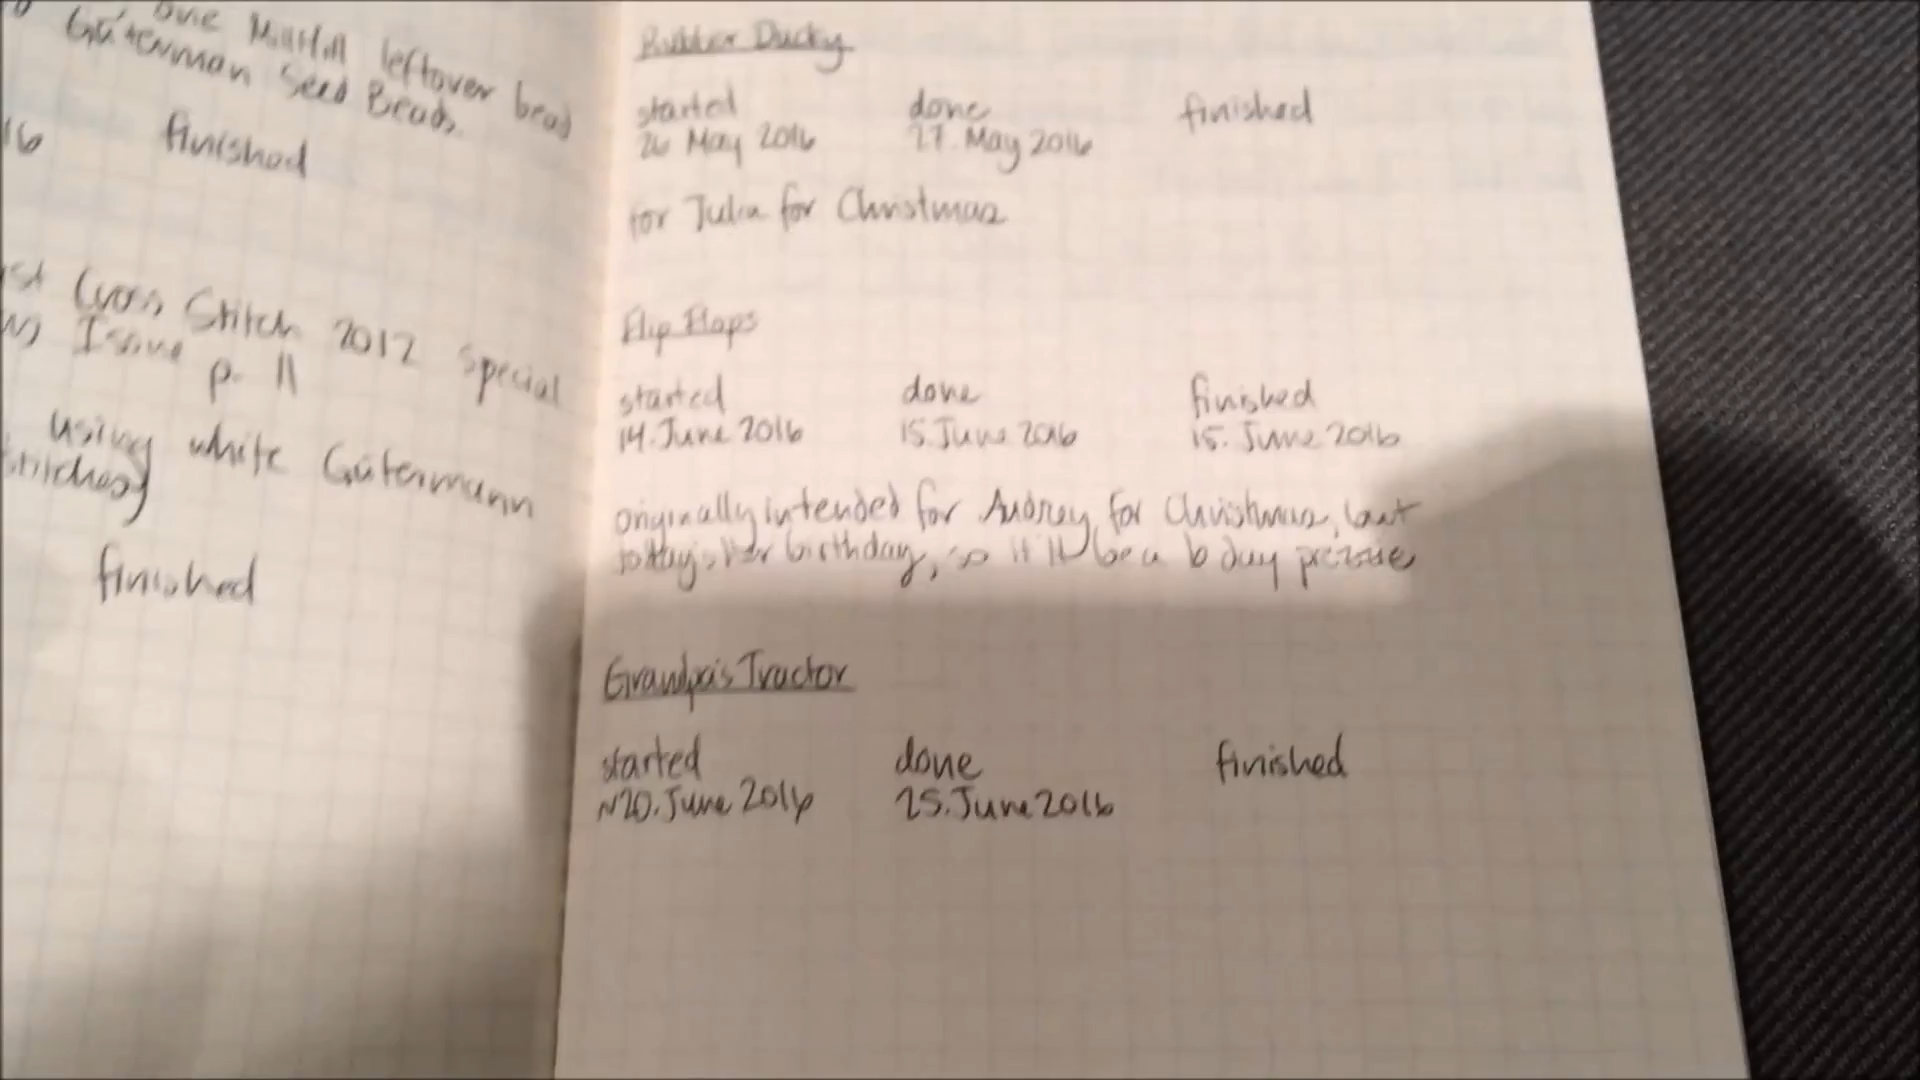 one MillHill leftover bead
Gütermann Seed Beads.
16 finished
st Cross Stitch 2012 Special
Issue p. 11
using white Gütermann
stitches)
finished
Rubber Ducky
started done finished
26 May 2016 27. May 2016
for Julia for Christmas
Flip Flops
started done finished
14. June 2016 15. June 2016 15. June 2016
originally intended for Audrey for Christmas, but
today's her birthday, so it'll be a b day
Grandpa's Tractor
started done finished
~20. June 2016 25. June 2016